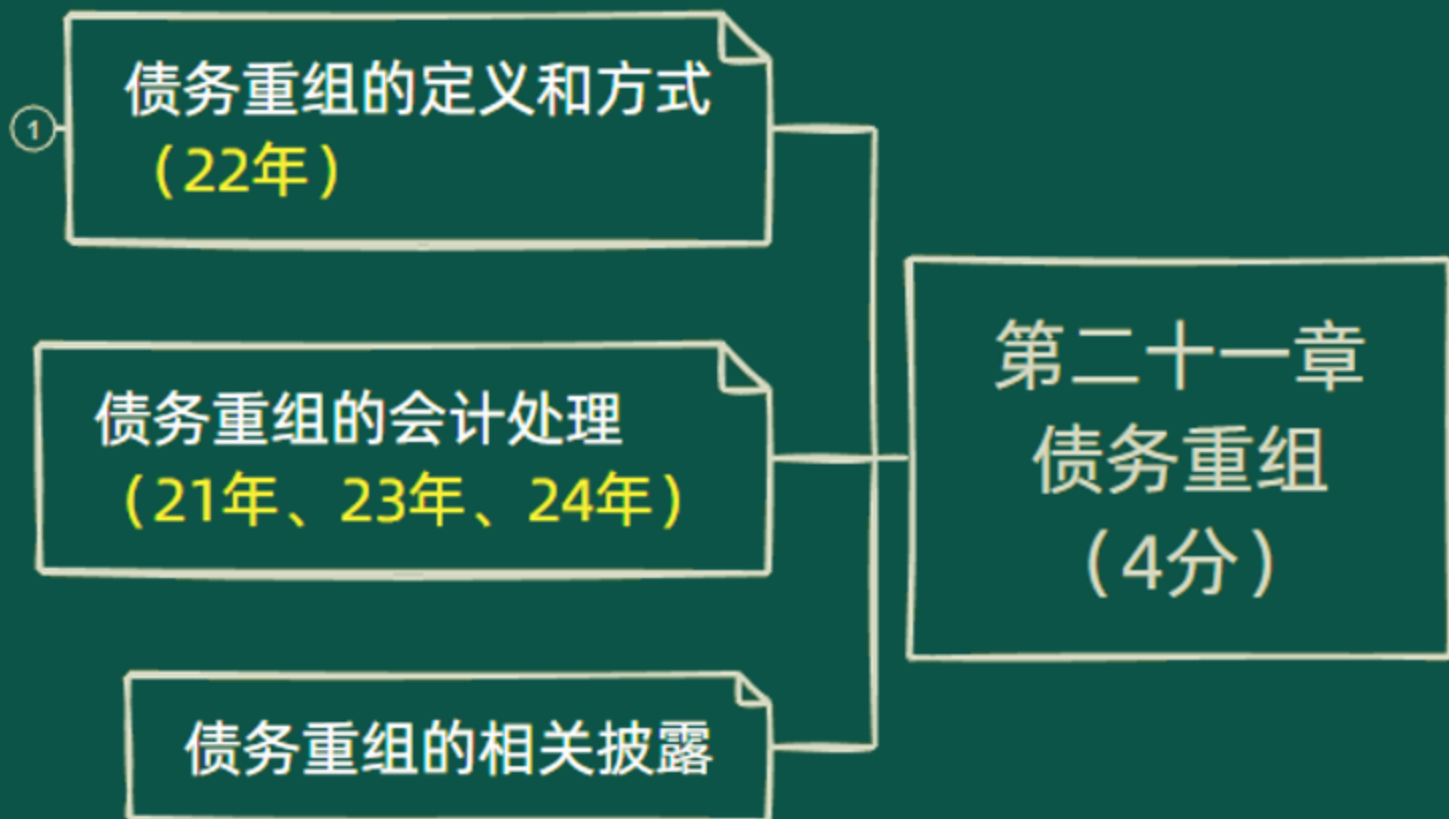 债务重组的定义和方式
（22年）
1
债务重组的会计处理
（21年、23年、24年）
债务重组的相关披露
第二十一章
债务重组
（4分）